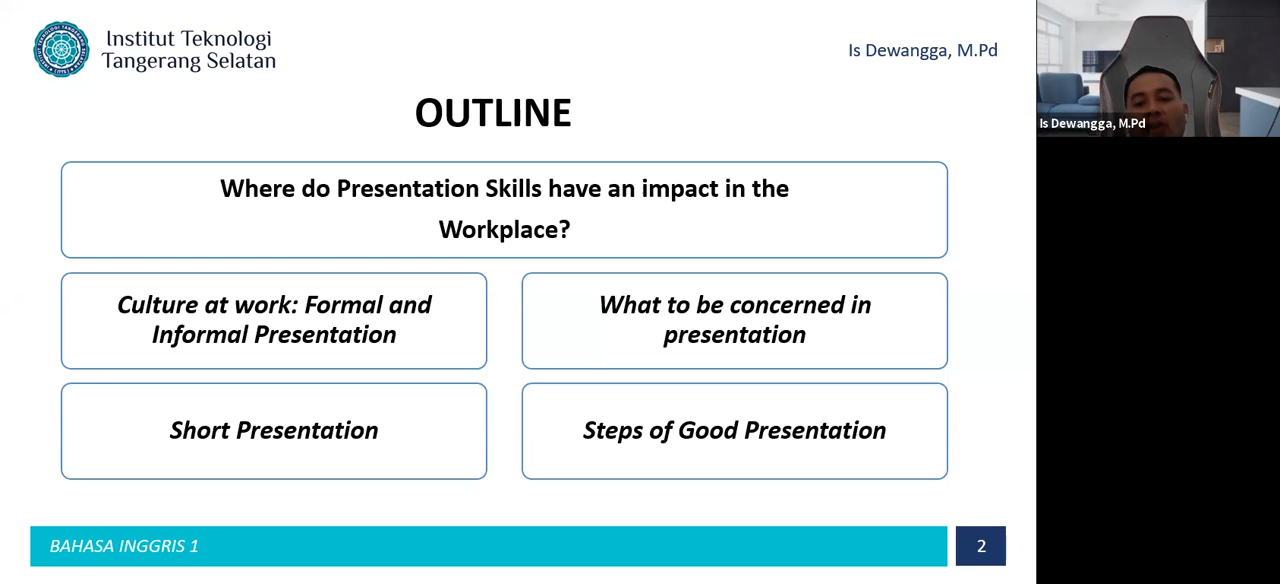 Institut Teknologi
Tangerang Selatan
Is Dewangga, M.Pd
OUTLINE
Where do Presentation Skills have an impact in the
Workplace?
Culture at work: Formal and
Informal Presentation
What to be concerned in
presentation
Short Presentation
Steps of Good Presentation
BAHASA INGGRIS 1
2
Is Dewangga, M.Pd